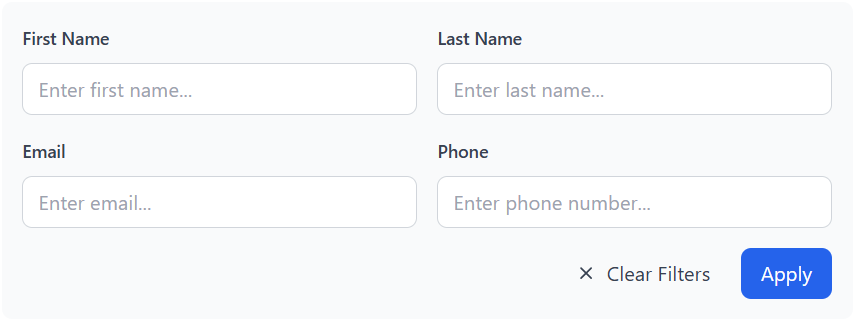 First Name
Last Name
Enter first name...
Enter last name...
Email
Phone
Enter email...
Enter phone number...
Clear Filters
Apply